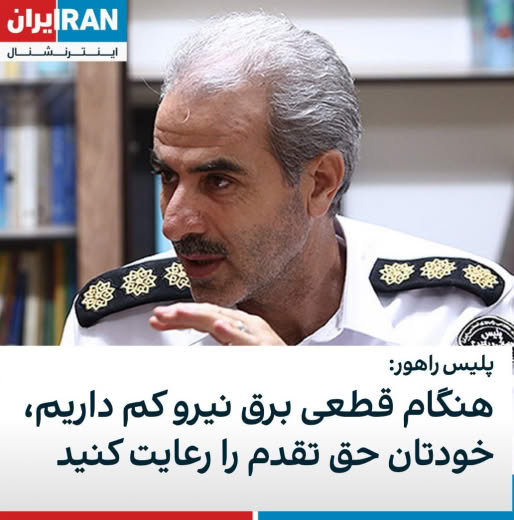 ایران IRAN
اینترنشنال
پلیس راهور:
هنگام قطعی برق نیرو کم داریم،
خودتان حق تقدم را رعایت کنید